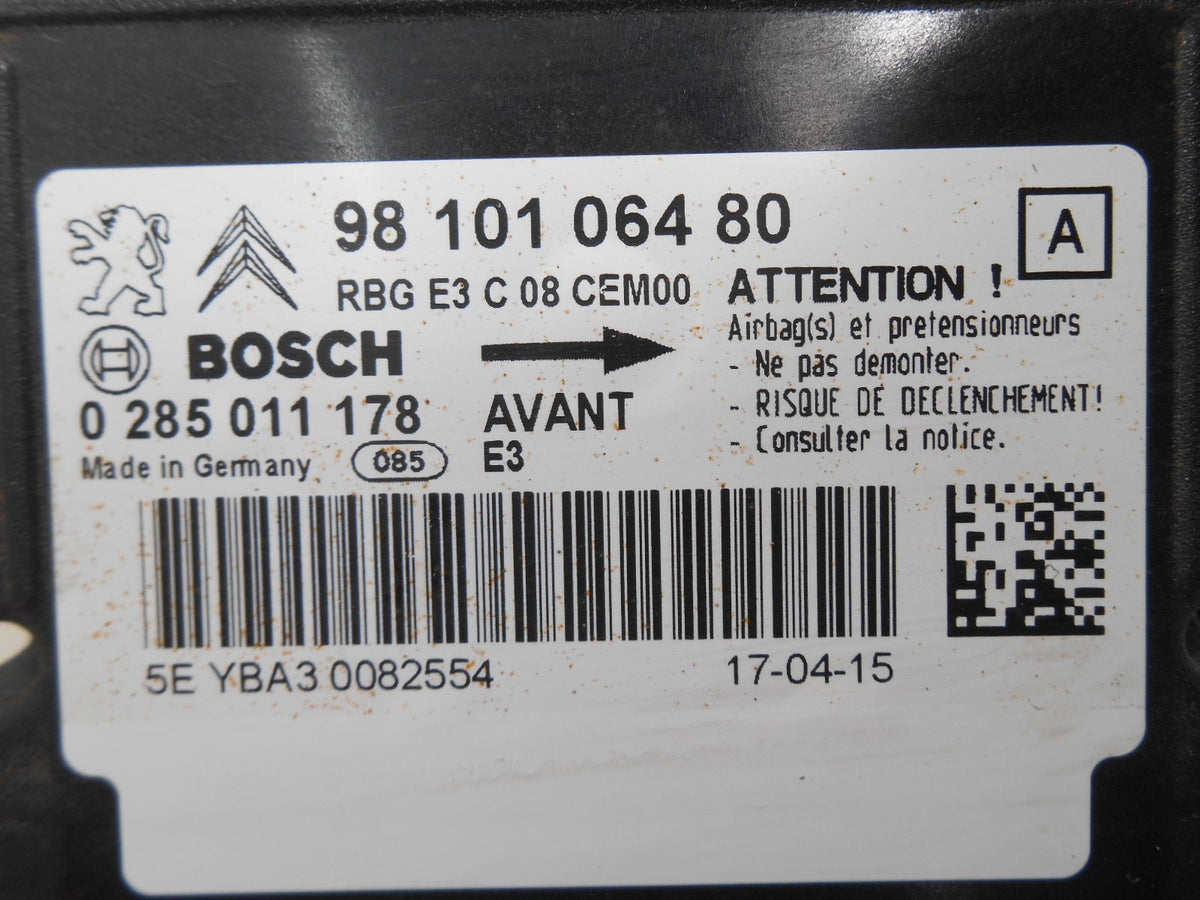 98 101 064 80
A
RBG E3 C 08 CEM00
ATTENTION !
Airbag(s) et pretensionneurs
- Ne pas demonter.
- RISQUE DE DECLENCHEMENT!
- Consulter la notice.
BOSCH
0 285 011 178
AVANT
Made in Germany
085
E3
5E YBA3 0082554
17-04-15